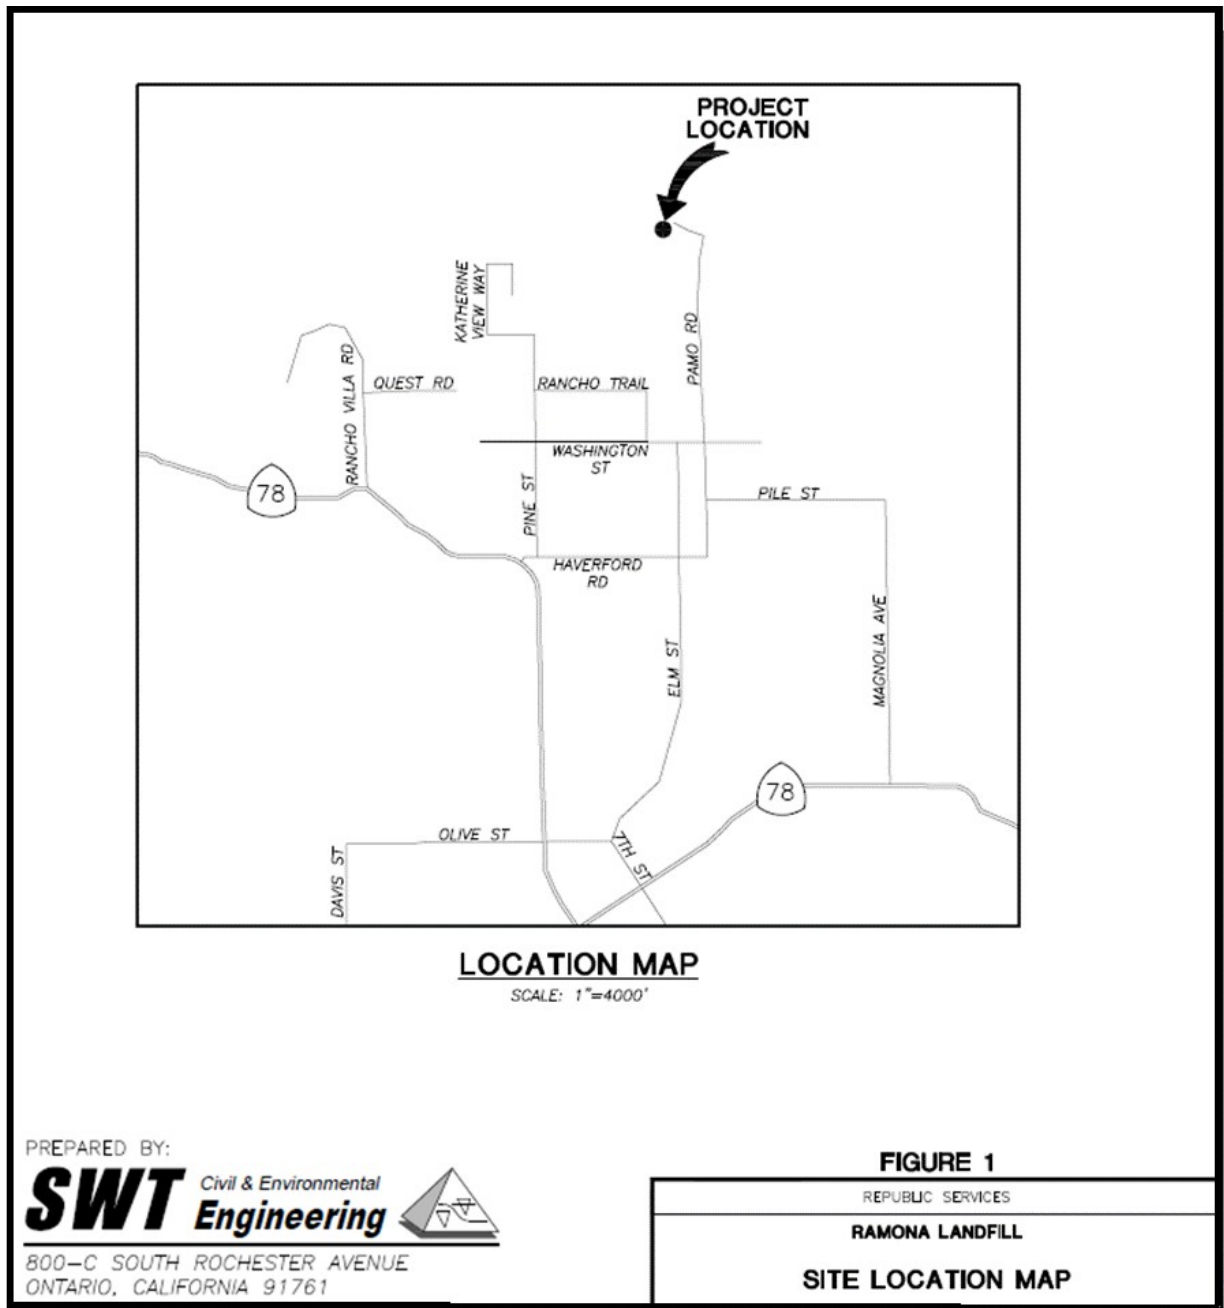 PROJECT
LOCATION
KATHERINE
VIEW WAY
PAMO RD
RANCHO VILLA RD
QUEST RD
RANCHO TRAIL
WASHINGTON
ST
78
PINE ST
PILE ST
HAVERFORD
RD
ELM ST
MAGNOLIA AVE
78
OLIVE ST
7TH ST
DAVIS ST
LOCATION MAP
SCALE: 1"=4000'
PREPARED BY:
SWT Civil & Environmental
Engineering
800-C SOUTH ROCHESTER AVENUE
ONTARIO, CALIFORNIA 91761
FIGURE 1
REPUBLIC SERVICES
RAMONA LANDFILL
SITE LOCATION MAP